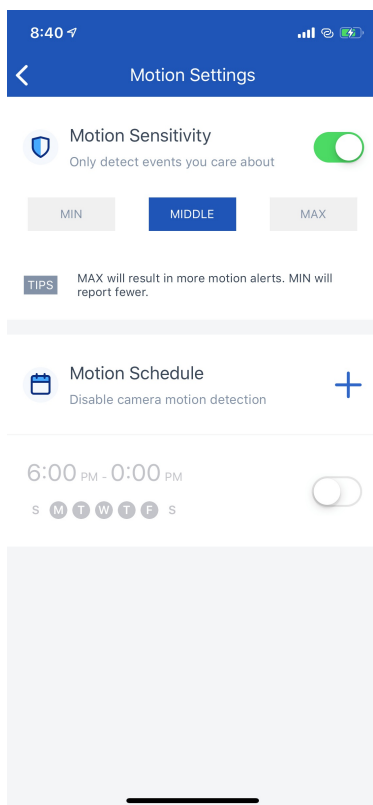 8:40
Motion Settings
Motion Sensitivity
Only detect events you care about
MIN MIDDLE MAX
TIPS MAX will result in more motion alerts. MIN will
report fewer.
Motion Schedule
Disable camera motion detection
6:00 PM - 0:00 PM
S M T W T F S